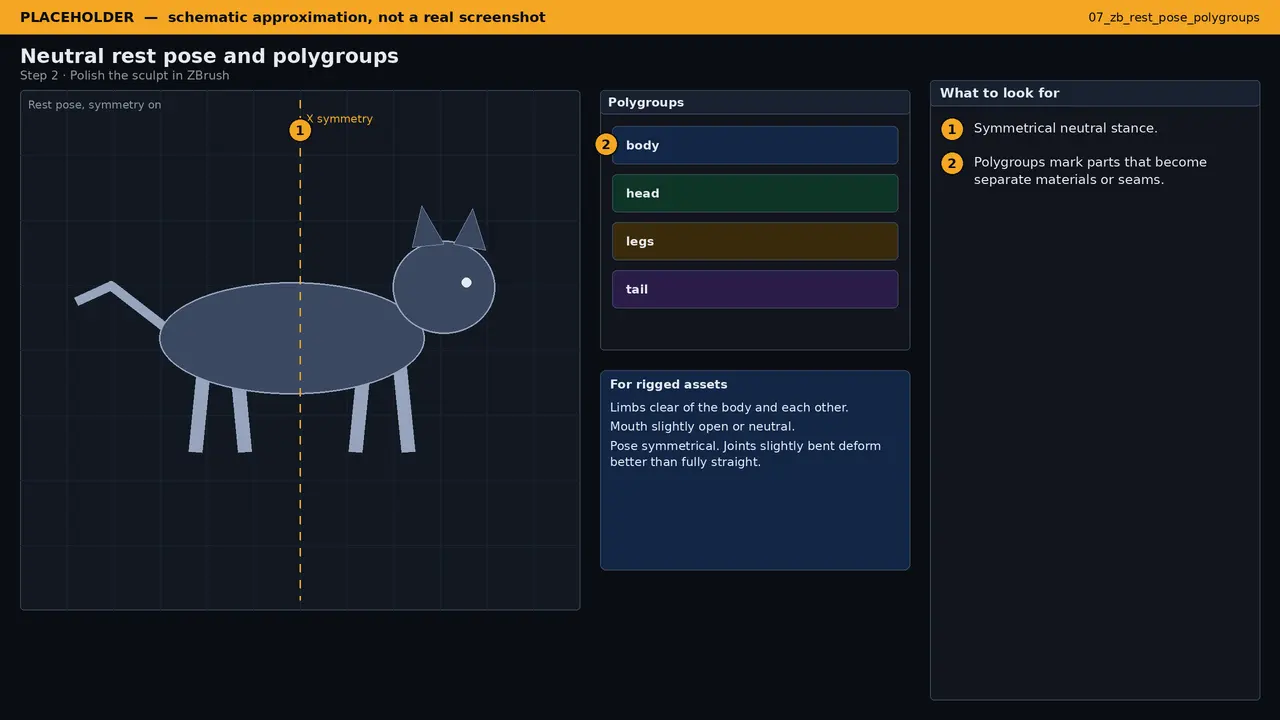 PLACEHOLDER — schematic approximation, not a real screenshot
07_zb_rest_pose_polygroups
Neutral rest pose and polygroups
Step 2 · Polish the sculpt in ZBrush
Rest pose, symmetry on
X symmetry
1
Polygroups
2
body
head
legs
tail
For rigged assets
Limbs clear of the body and each other.
Mouth slightly open or neutral.
Pose symmetrical. Joints slightly bent deform
better than fully straight.
What to look for
1 Symmetrical neutral stance.
2 Polygroups mark parts that become
separate materials or seams.